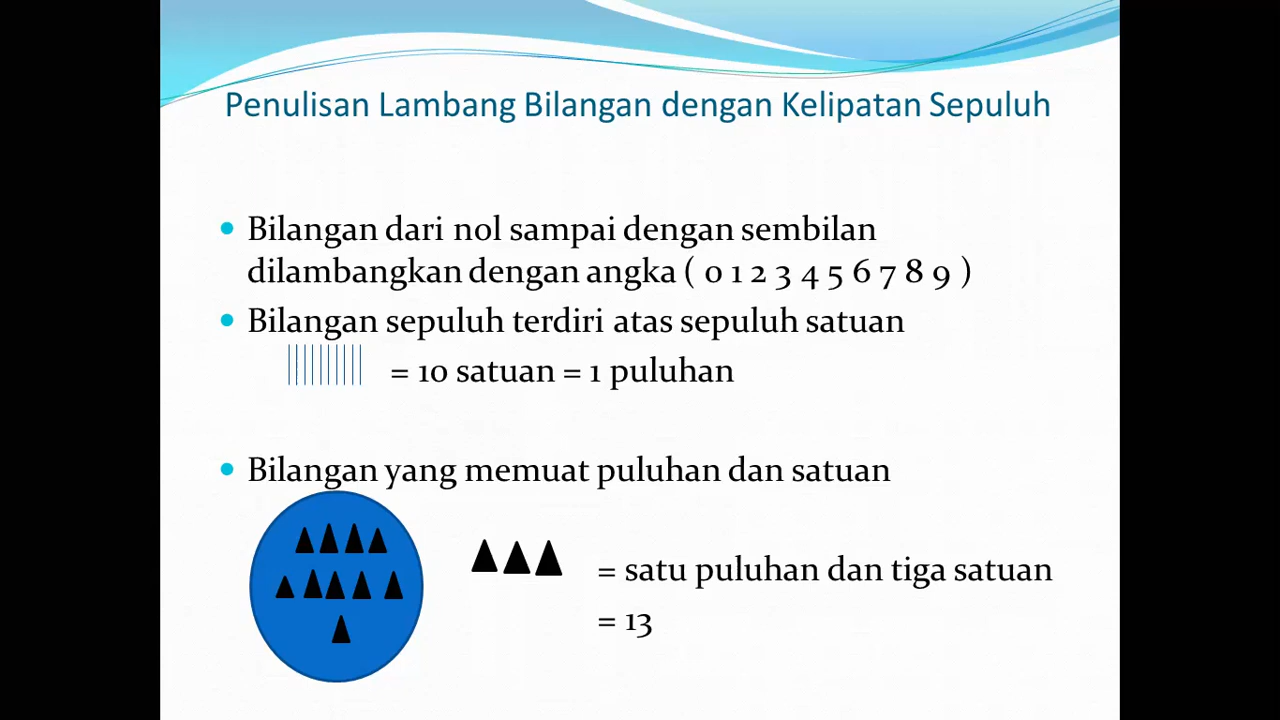 Penulisan Lambang Bilangan dengan Kelipatan Sepuluh
• Bilangan dari nol sampai dengan sembilan
dilambangkan dengan angka ( 0 1 2 3 4 5 6 7 8 9 )
• Bilangan sepuluh terdiri atas sepuluh satuan
= 10 satuan = 1 puluhan
• Bilangan yang memuat puluhan dan satuan
= satu puluhan dan tiga satuan
= 13